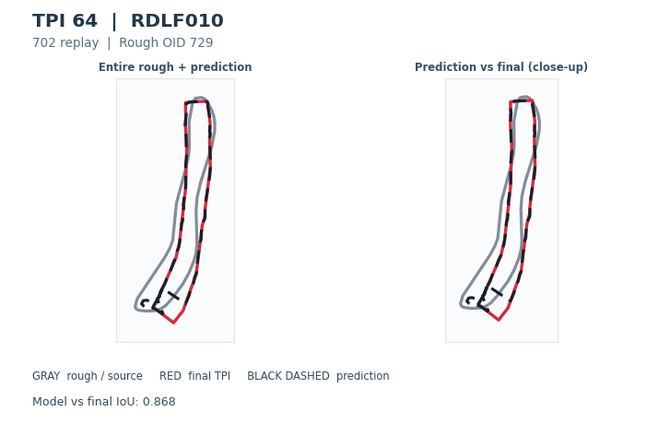 TPI 64 | RDLF010
702 replay | Rough OID 729
Entire rough + prediction
Prediction vs final (close-up)
GRAY rough / source RED final TPI BLACK DASHED prediction
Model vs final IoU: 0.868